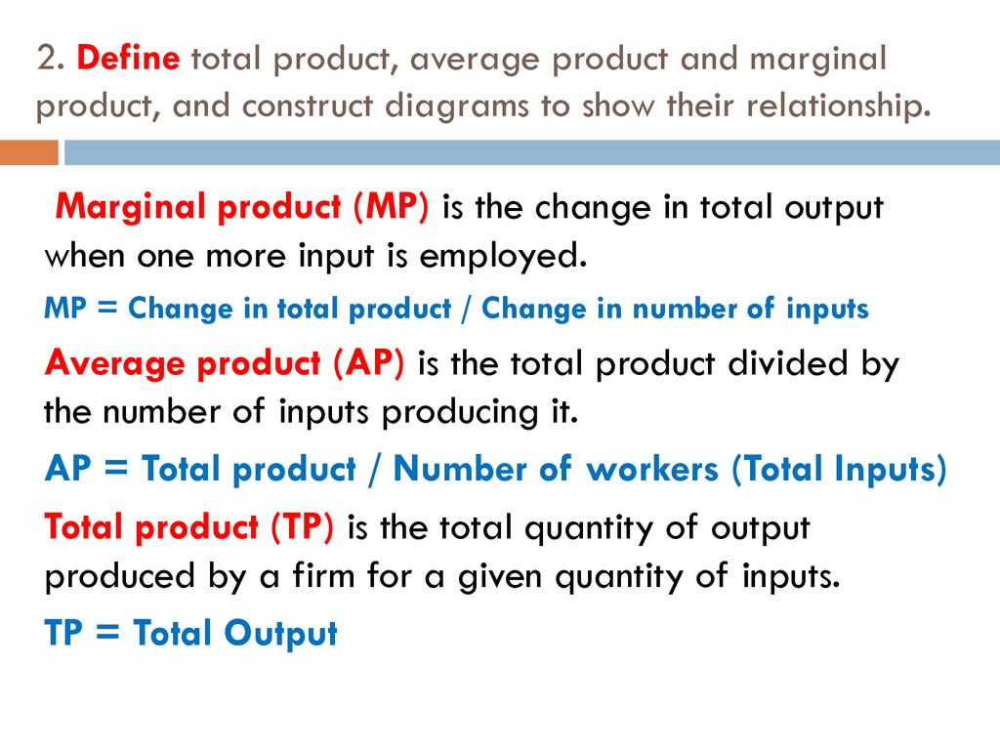 2. Define total product, average product and marginal
product, and construct diagrams to show their relationship.
Marginal product (MP) is the change in total output
when one more input is employed.
MP = Change in total product / Change in number of inputs
Average product (AP) is the total product divided by
the number of inputs producing it.
AP = Total product / Number of workers (Total Inputs)
Total product (TP) is the total quantity of output
produced by a firm for a given quantity of inputs.
TP = Total Output